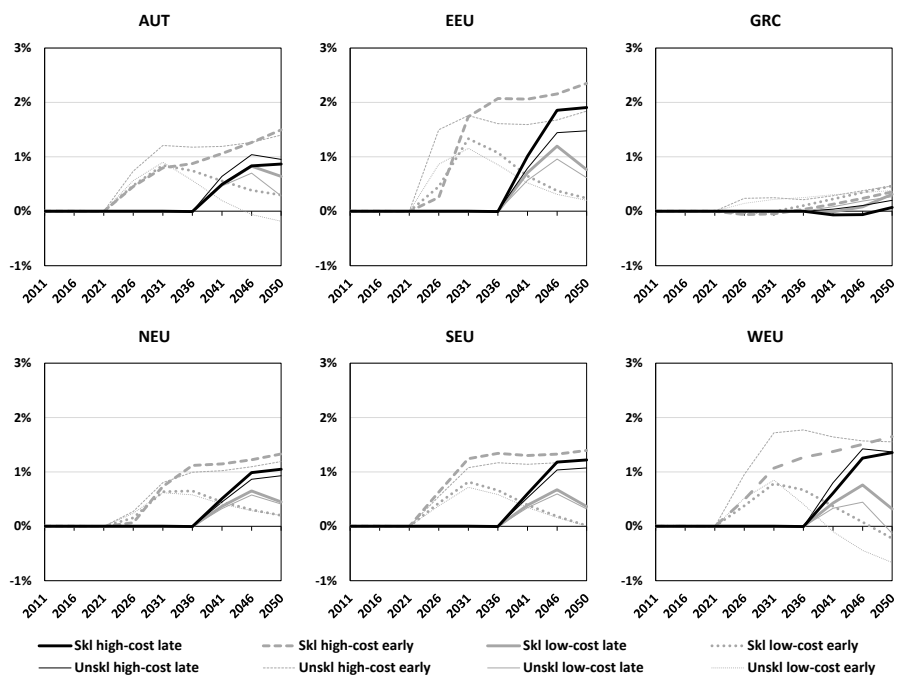 AUT EEU GRC
3% 3% 3%
2% 2% 2%
1% 1% 1%
0% 0% 0%
-1% -1% -1%
2011 2016 2021 2026 2031 2036 2041 2046 2050 2011 2016 2021 2026 2031 2036 2041 2046 2050 2011 2016 2021 2026 2031 2036 2041 2046 2050
NEU SEU WEU
3% 3% 3%
2% 2% 2%
1% 1% 1%
0% 0% 0%
-1% -1% -1%
2011 2016 2021 2026 2031 2036 2041 2046 2050 2011 2016 2021 2026 2031 2036 2041 2046 2050 2011 2016 2021 2026 2031 2036 2041 2046 2050
Skl high-cost late Skl high-cost early Skl low-cost late Skl low-cost early
Unskl high-cost late Unskl high-cost early Unskl low-cost late Unskl low-cost early